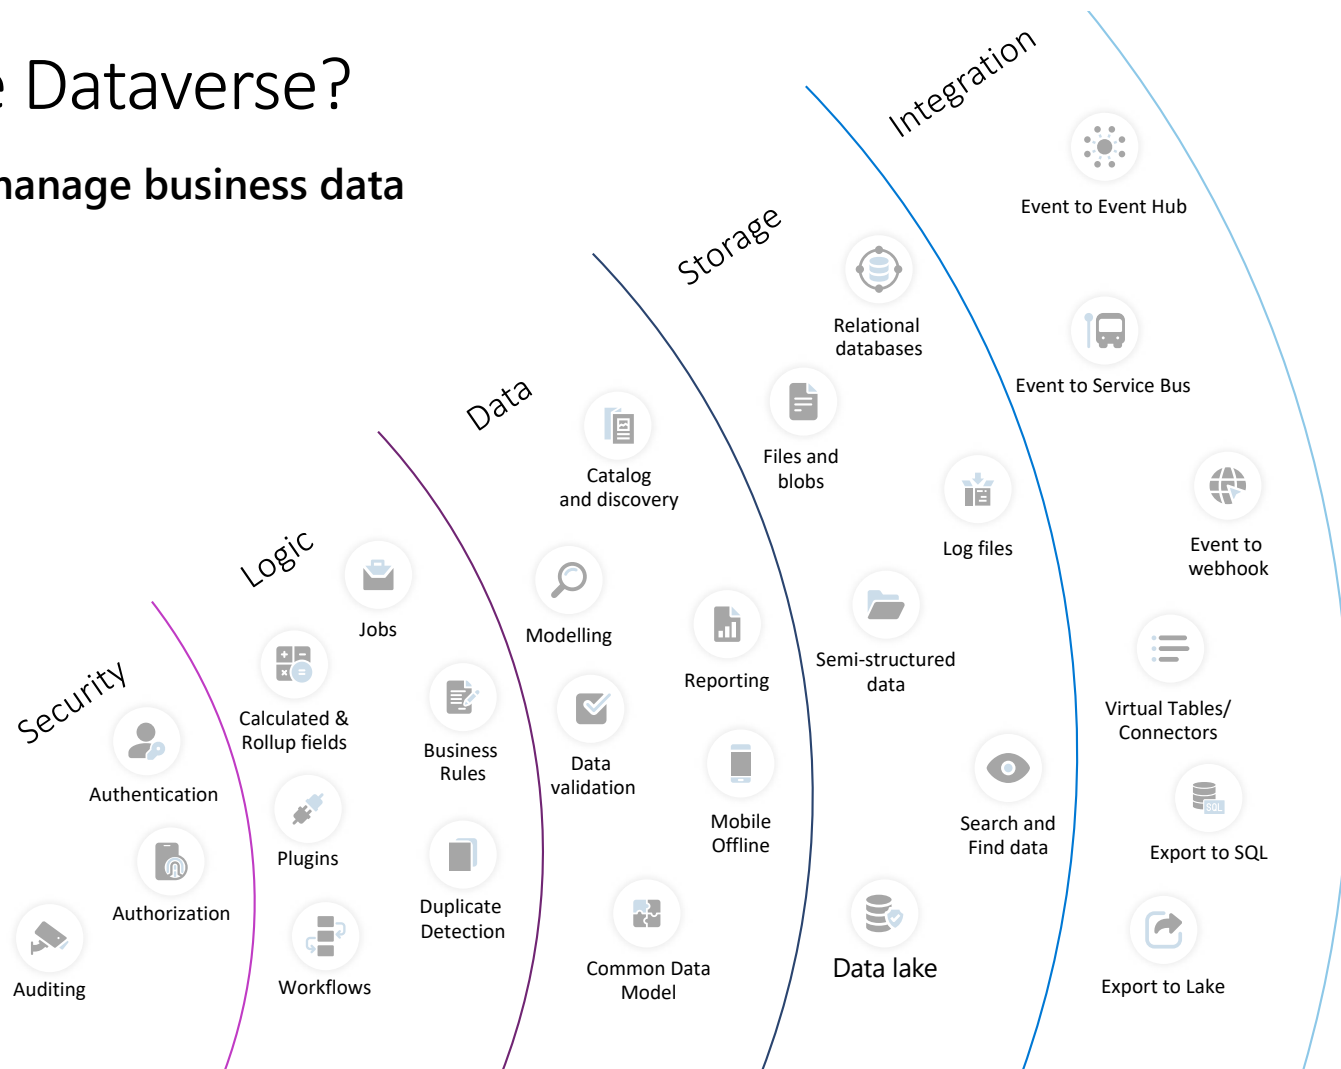 e Dataverse?
manage business data
Security
Authentication
Authorization
Auditing
Logic
Jobs
Calculated &
Rollup fields
Business
Rules
Plugins
Duplicate
Detection
Workflows
Data
Catalog
and discovery
Modelling
Reporting
Data
validation
Mobile
Offline
Common Data
Model
Storage
Relational
databases
Files and
blobs
Log files
Semi-structured
data
Search and
Find data
Data lake
Integration
Event to Event Hub
Event to Service Bus
Event to
webhook
Virtual Tables/
Connectors
SQL
Export to SQL
Export to Lake